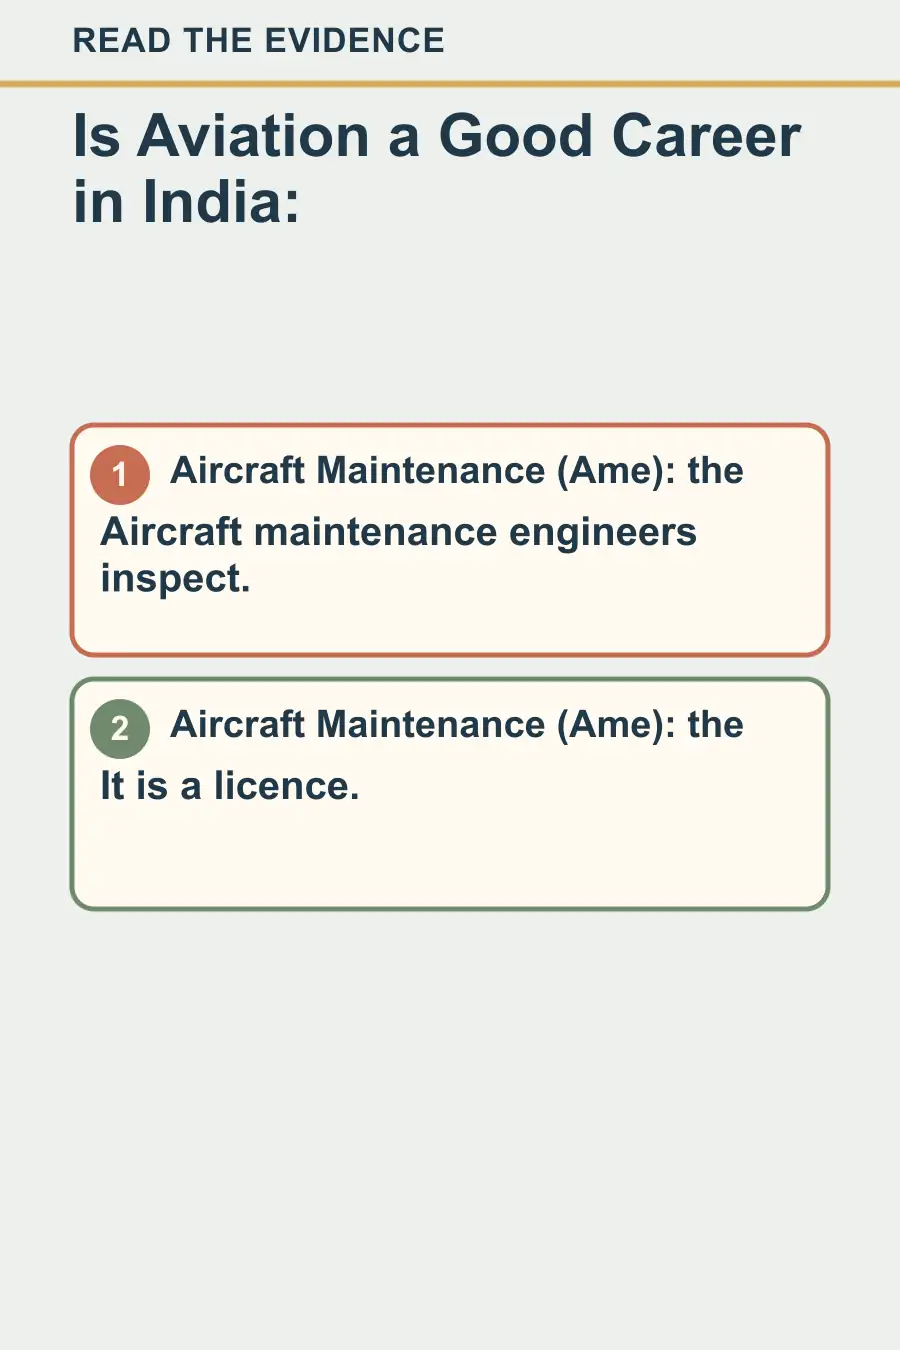 READ THE EVIDENCE
Is Aviation a Good Career
in India:
1 Aircraft Maintenance (Ame): the
Aircraft maintenance engineers
inspect.
2 Aircraft Maintenance (Ame): the
It is a licence.